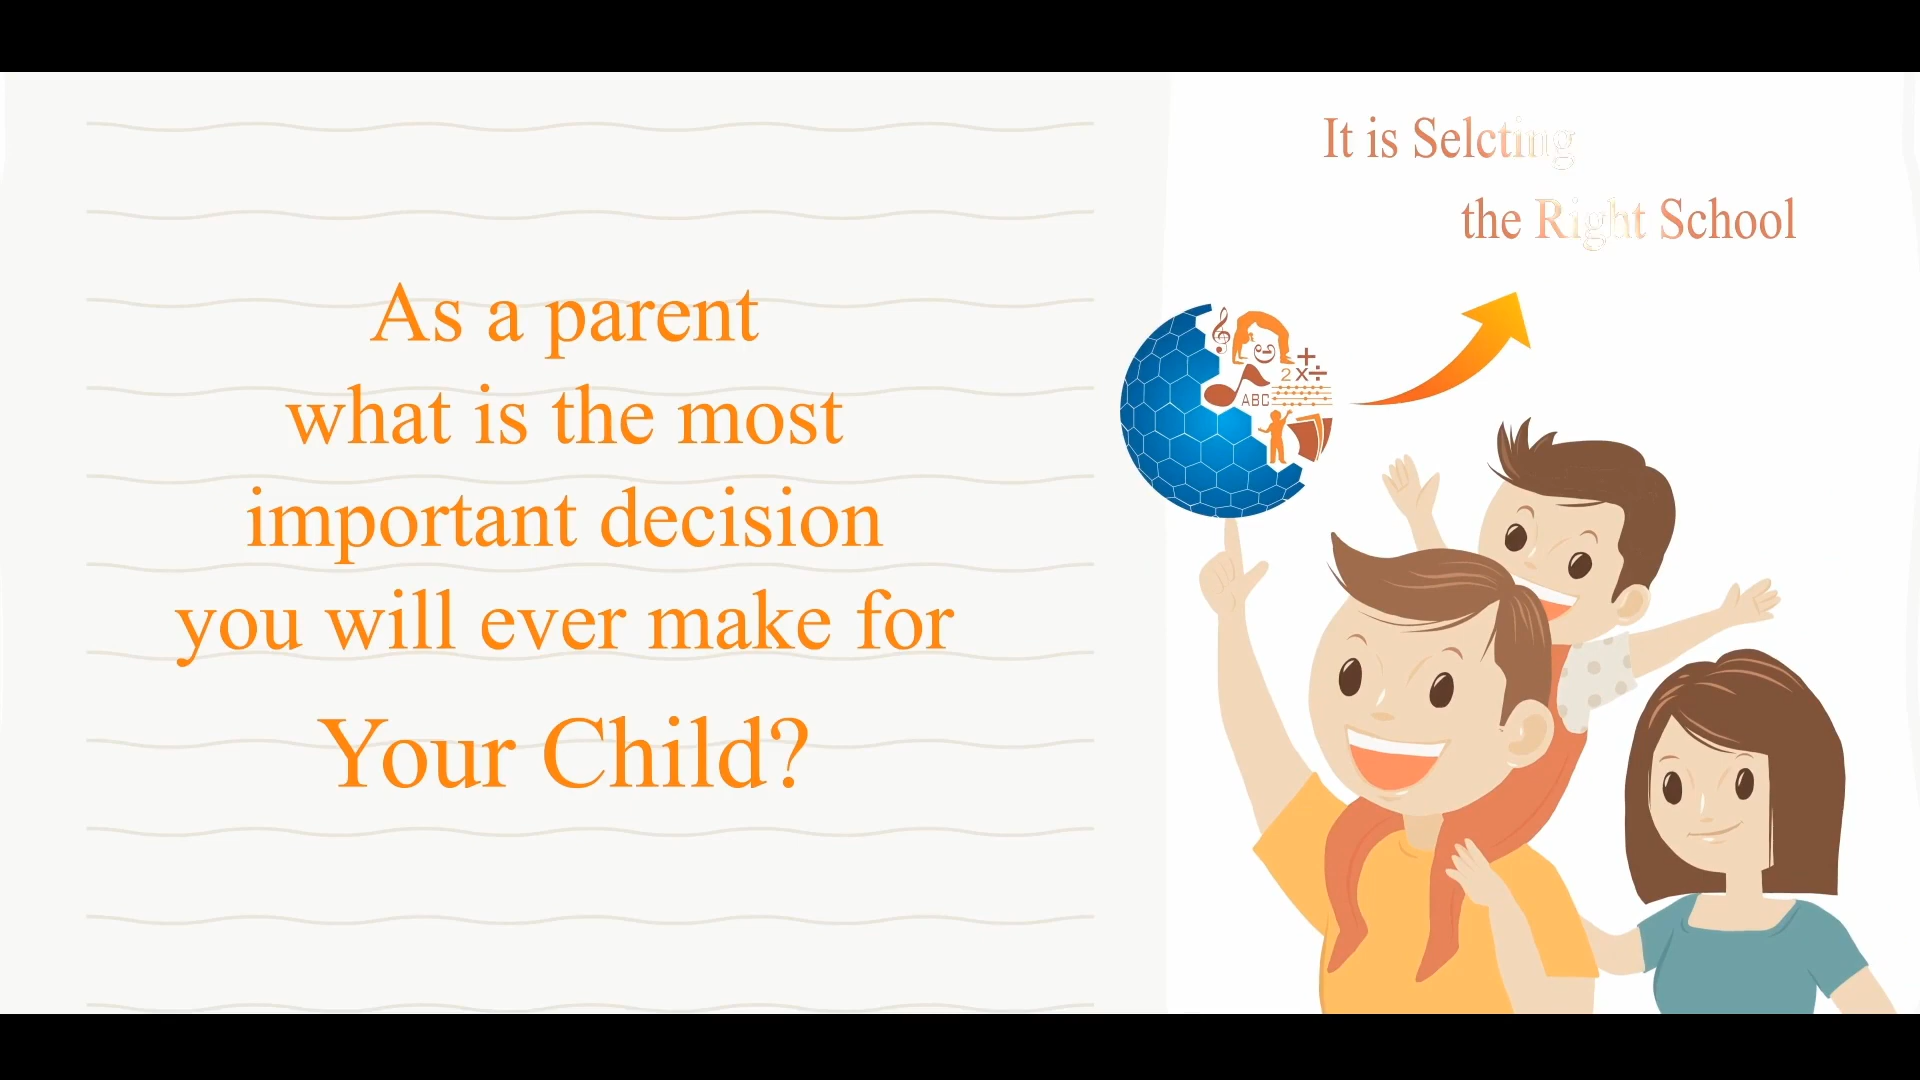 As a parent
what is the most
important decision
you will ever make for
Your Child?
It is Selcting
the Right School
+
2x÷
ABC